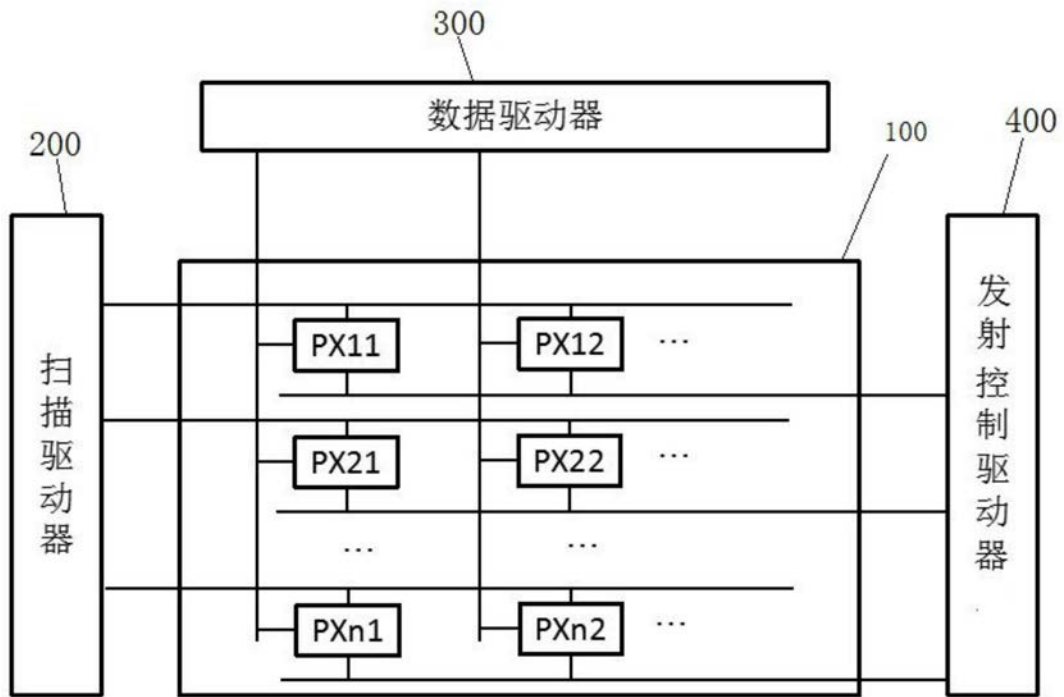 300
数据驱动器
200
100
400
扫描驱动器
发射控制驱动器
PX11
PX12
...
PX21
PX22
...
...
...
PXn1
PXn2
...